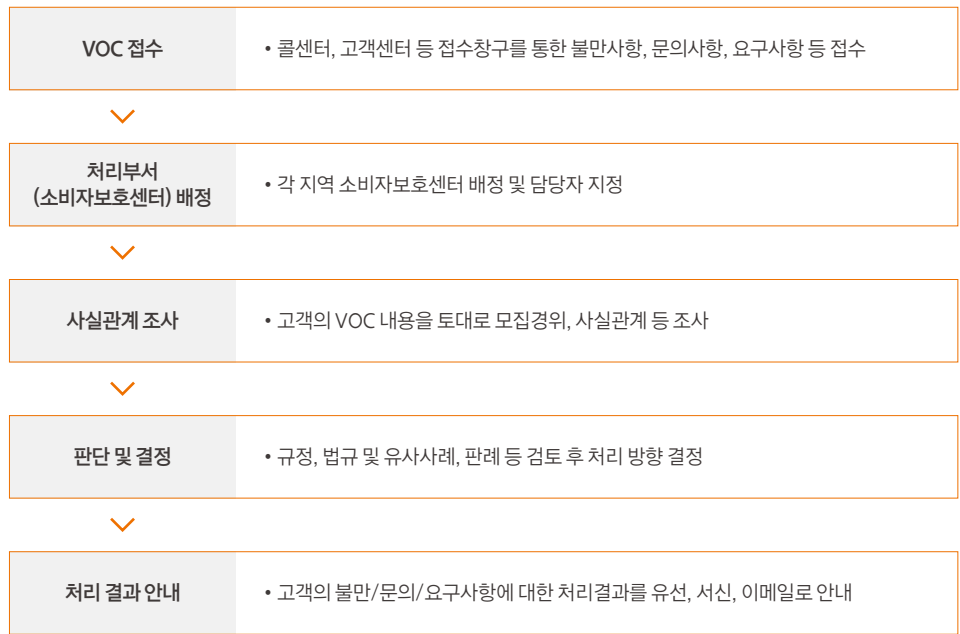 VOC 접수
• 콜센터, 고객센터 등 접수창구를 통한 불만사항, 문의사항, 요구사항 등 접수
처리부서
(소비자보호센터) 배정
• 각 지역 소비자보호센터 배정 및 담당자 지정
사실관계 조사
• 고객의 VOC 내용을 토대로 모집경위, 사실관계 등 조사
판단 및 결정
• 규정, 법규 및 유사사례, 판례 등 검토 후 처리 방향 결정
처리 결과 안내
• 고객의 불만/문의/요구사항에 대한 처리결과를 유선, 서신, 이메일로 안내